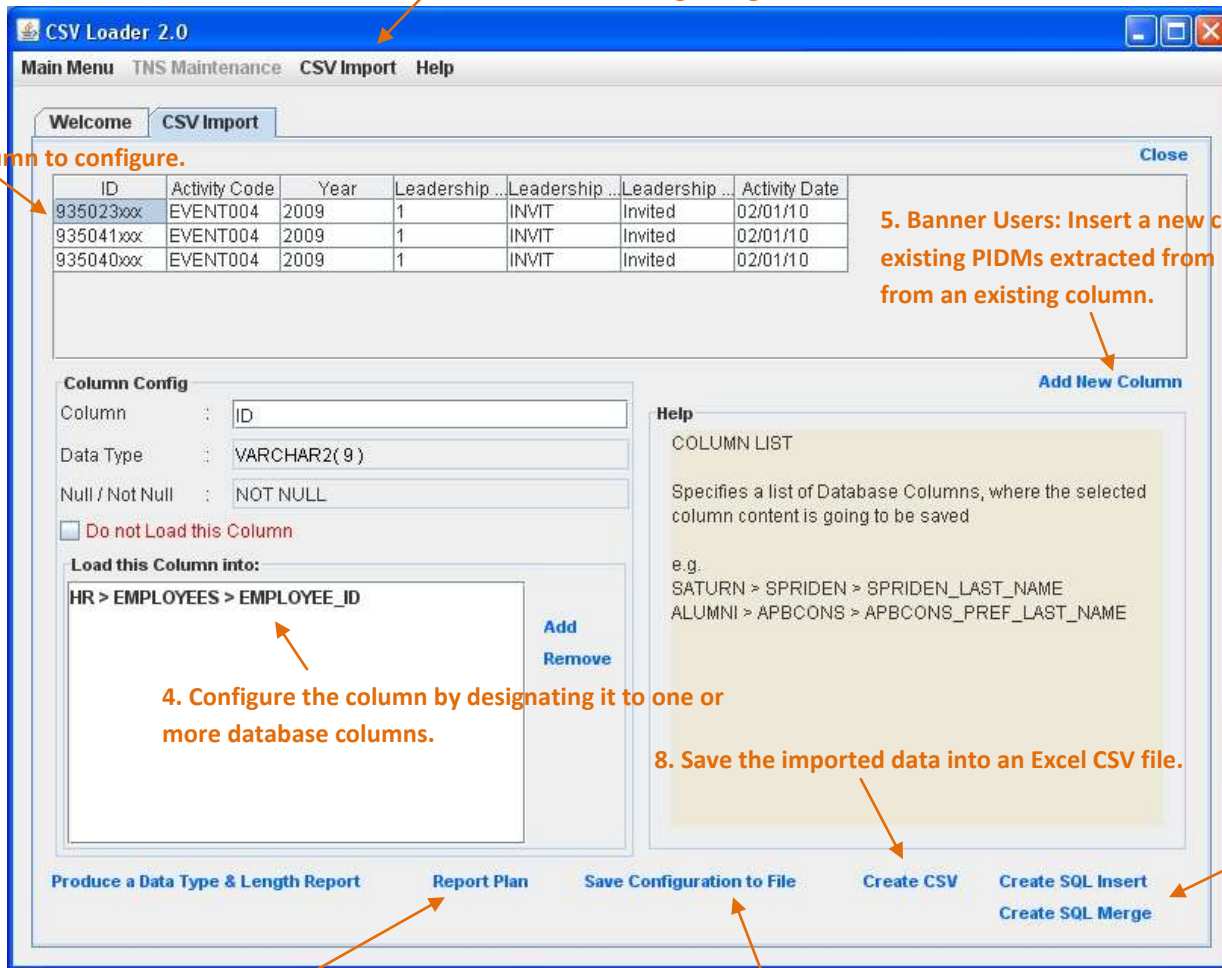 CSV Loader 2.0
Main Menu TNS Maintenance CSV Import Help
Welcome CSV Import
to configure.
Close
ID Activity Code Year Leadership ... Leadership ... Leadership ... Activity Date
935023xxx EVENT004 2009 1 INVIT Invited 02/01/10
935041xxx EVENT004 2009 1 INVIT Invited 02/01/10
935040xxx EVENT004 2009 1 INVIT Invited 02/01/10
5. Banner Users: Insert a new
existing PIDMs extracted from
from an existing column.
Add New Column
Column Config
Column : ID
Data Type : VARCHAR2( 9 )
Null / Not Null : NOT NULL
Do not Load this Column
Load this Column into:
HR > EMPLOYEES > EMPLOYEE_ID
Add
Remove
4. Configure the column by designating it to one or
more database columns.
Help
COLUMN LIST
Specifies a list of Database Columns, where the selected
column content is going to be saved
e.g.
SATURN > SPRIDEN > SPRIDEN_LAST_NAME
ALUMNI > APBCONS > APBCONS_PREF_LAST_NAME
8. Save the imported data into an Excel CSV file.
Produce a Data Type & Length Report Report Plan Save Configuration to File Create CSV Create SQL Insert
Create SQL Merge